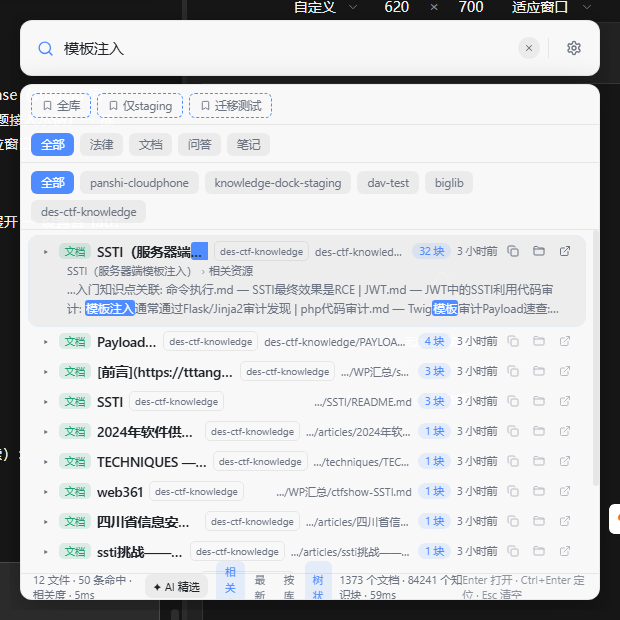 自定义 620 × 700 适应窗口
模板注入
全库 仅staging 迁移测试
全部 法律 文档 问答 笔记
全部 panshi-cloudphone knowledge-dock-staging dav-test biglib
des-ctf-knowledge
文档 SSTI（服务器端... des-ctf-knowledge des-ctf-knowled... 32 块 3 小时前
SSTI（服务器端模板注入） › 相关资源
...入门知识点关联: 命令执行.md — SSTI最终效果是RCE | JWT.md — JWT中的SSTI利用代码审
计: 模板注入通常通过Flask/Jinja2审计发现 | php代码审计.md — Twig模板审计Payload速查:...
文档 Payload... des-ctf-knowledge des-ctf-knowledge/PAYLOA... 4 块 3 小时前
文档 [前言](https://tttang... des-ctf-knowledge .../WP汇总/s... 3 块 3 小时前
文档 SSTI des-ctf-knowledge .../SSTI/README.md 3 块 3 小时前
文档 2024年软件供... des-ctf-knowledge .../articles/2024年软... 1 块 3 小时前
文档 TECHNIQUES —... des-ctf-knowledge .../techniques/TEC... 1 块 3 小时前
文档 web361 des-ctf-knowledge .../WP汇总/ctfshow-SSTI.md 1 块 3 小时前
文档 四川省信息安... des-ctf-knowledge .../articles/四川省信... 1 块 3 小时前
文档 ssti挑战——... des-ctf-knowledge .../articles/ssti挑战——... 1 块 3 小时前
12 文件 · 50 条命中 ·
相关度 · 5ms
AI 精选
相关
最新
按库
树状
1373 个文档 · 84241 个知
识块 · 59ms
Enter 打开 · Ctrl+Enter 定
位 · Esc 清空